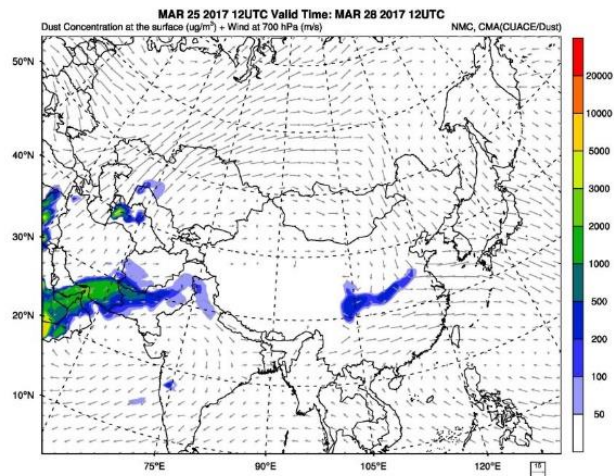 MAR 25 2017 12UTC Valid Time: MAR 28 2017 12UTC
Dust Concentration at the surface (ug/m³) + Wind at 700 hPa (m/s) NMC, CMA(CUACE/Dust)
50°N
40°N
30°N
20°N
10°N
75°E 90°E 105°E 120°E
20000
10000
5000
3000
2000
1000
500
200
100
50
15